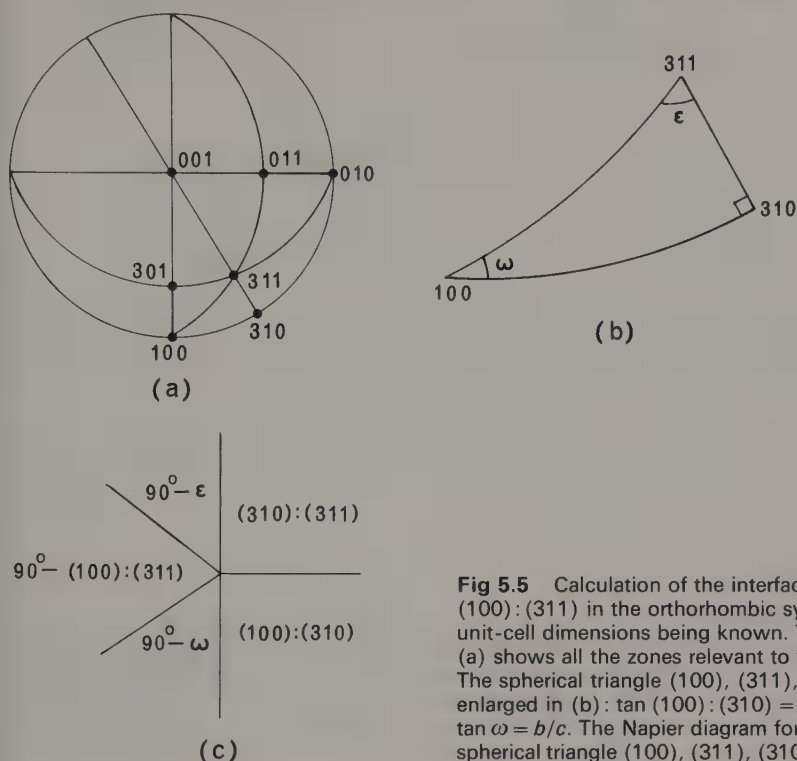 001
011
010
301
311
310
100
(a)
311
ε
310
ω
100
(b)
90°– ε
(310):(311)
90°– (100):(311)
90°– ω
(100):(310)
(c)
Fig 5.5 Calculation of the interfac
(100):(311) in the orthorhombic sy
unit-cell dimensions being known. T
(a) shows all the zones relevant to
The spherical triangle (100), (311),
enlarged in (b): tan (100):(310) =
tan ω = b/c. The Napier diagram for
spherical triangle (100), (311), (310